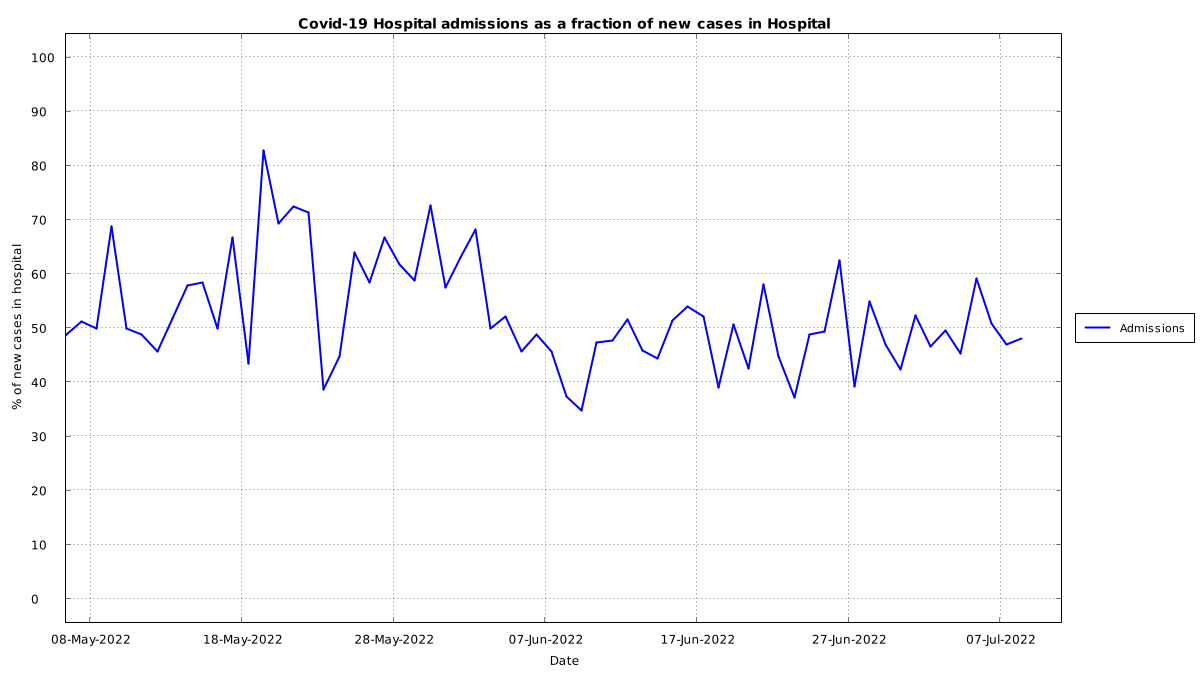 Covid-19 Hospital admissions as a fraction of new cases in Hospital
100
90
80
70
60
50
40
30
20
10
0
% of new cases in hospital
08-May-2022
18-May-2022
28-May-2022
07-Jun-2022
17-Jun-2022
27-Jun-2022
07-Jul-2022
Date
Admissions